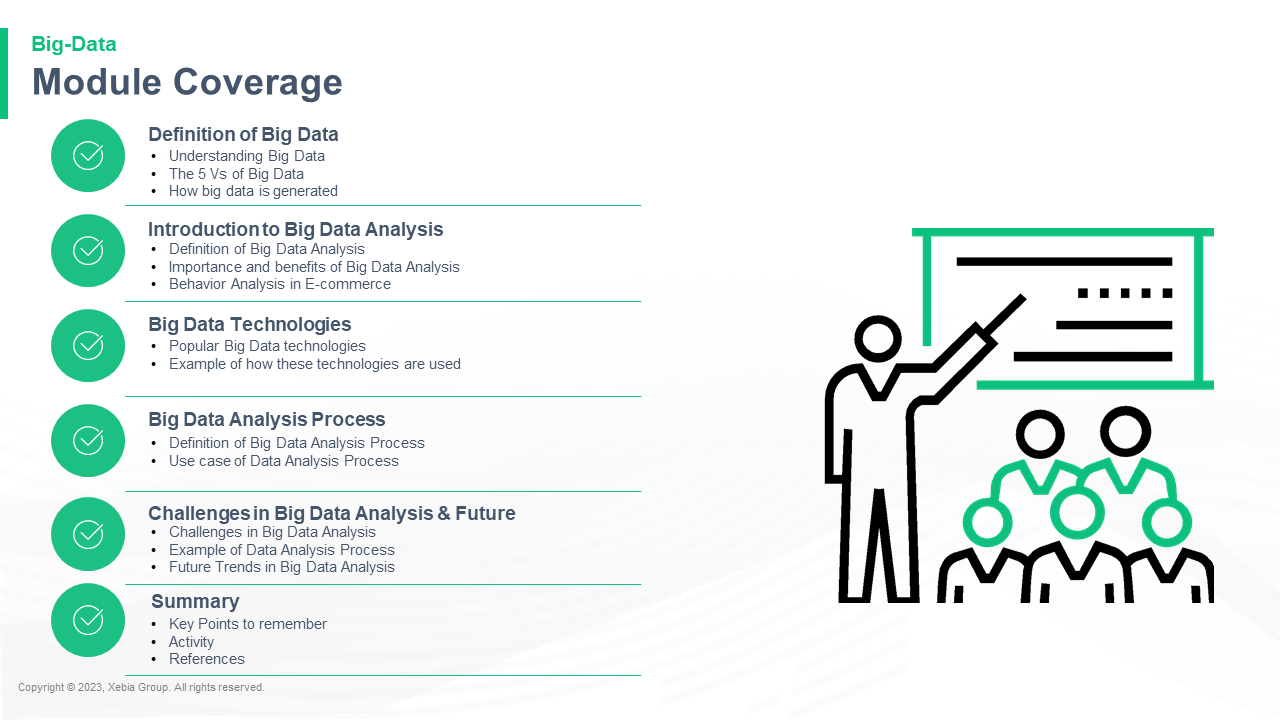 Big-Data
Module Coverage
Definition of Big Data
• Understanding Big Data
• The 5 Vs of Big Data
• How big data is generated
Introduction to Big Data Analysis
• Definition of Big Data Analysis
• Importance and benefits of Big Data Analysis
• Behavior Analysis in E-commerce
Big Data Technologies
• Popular Big Data technologies
• Example of how these technologies are used
Big Data Analysis Process
• Definition of Big Data Analysis Process
• Use case of Data Analysis Process
Challenges in Big Data Analysis & Future
• Challenges in Big Data Analysis
• Example of Data Analysis Process
• Future Trends in Big Data Analysis
Summary
• Key Points to remember
• Activity
• References
Copyright © 2023, Xebia Group. All rights reserved.